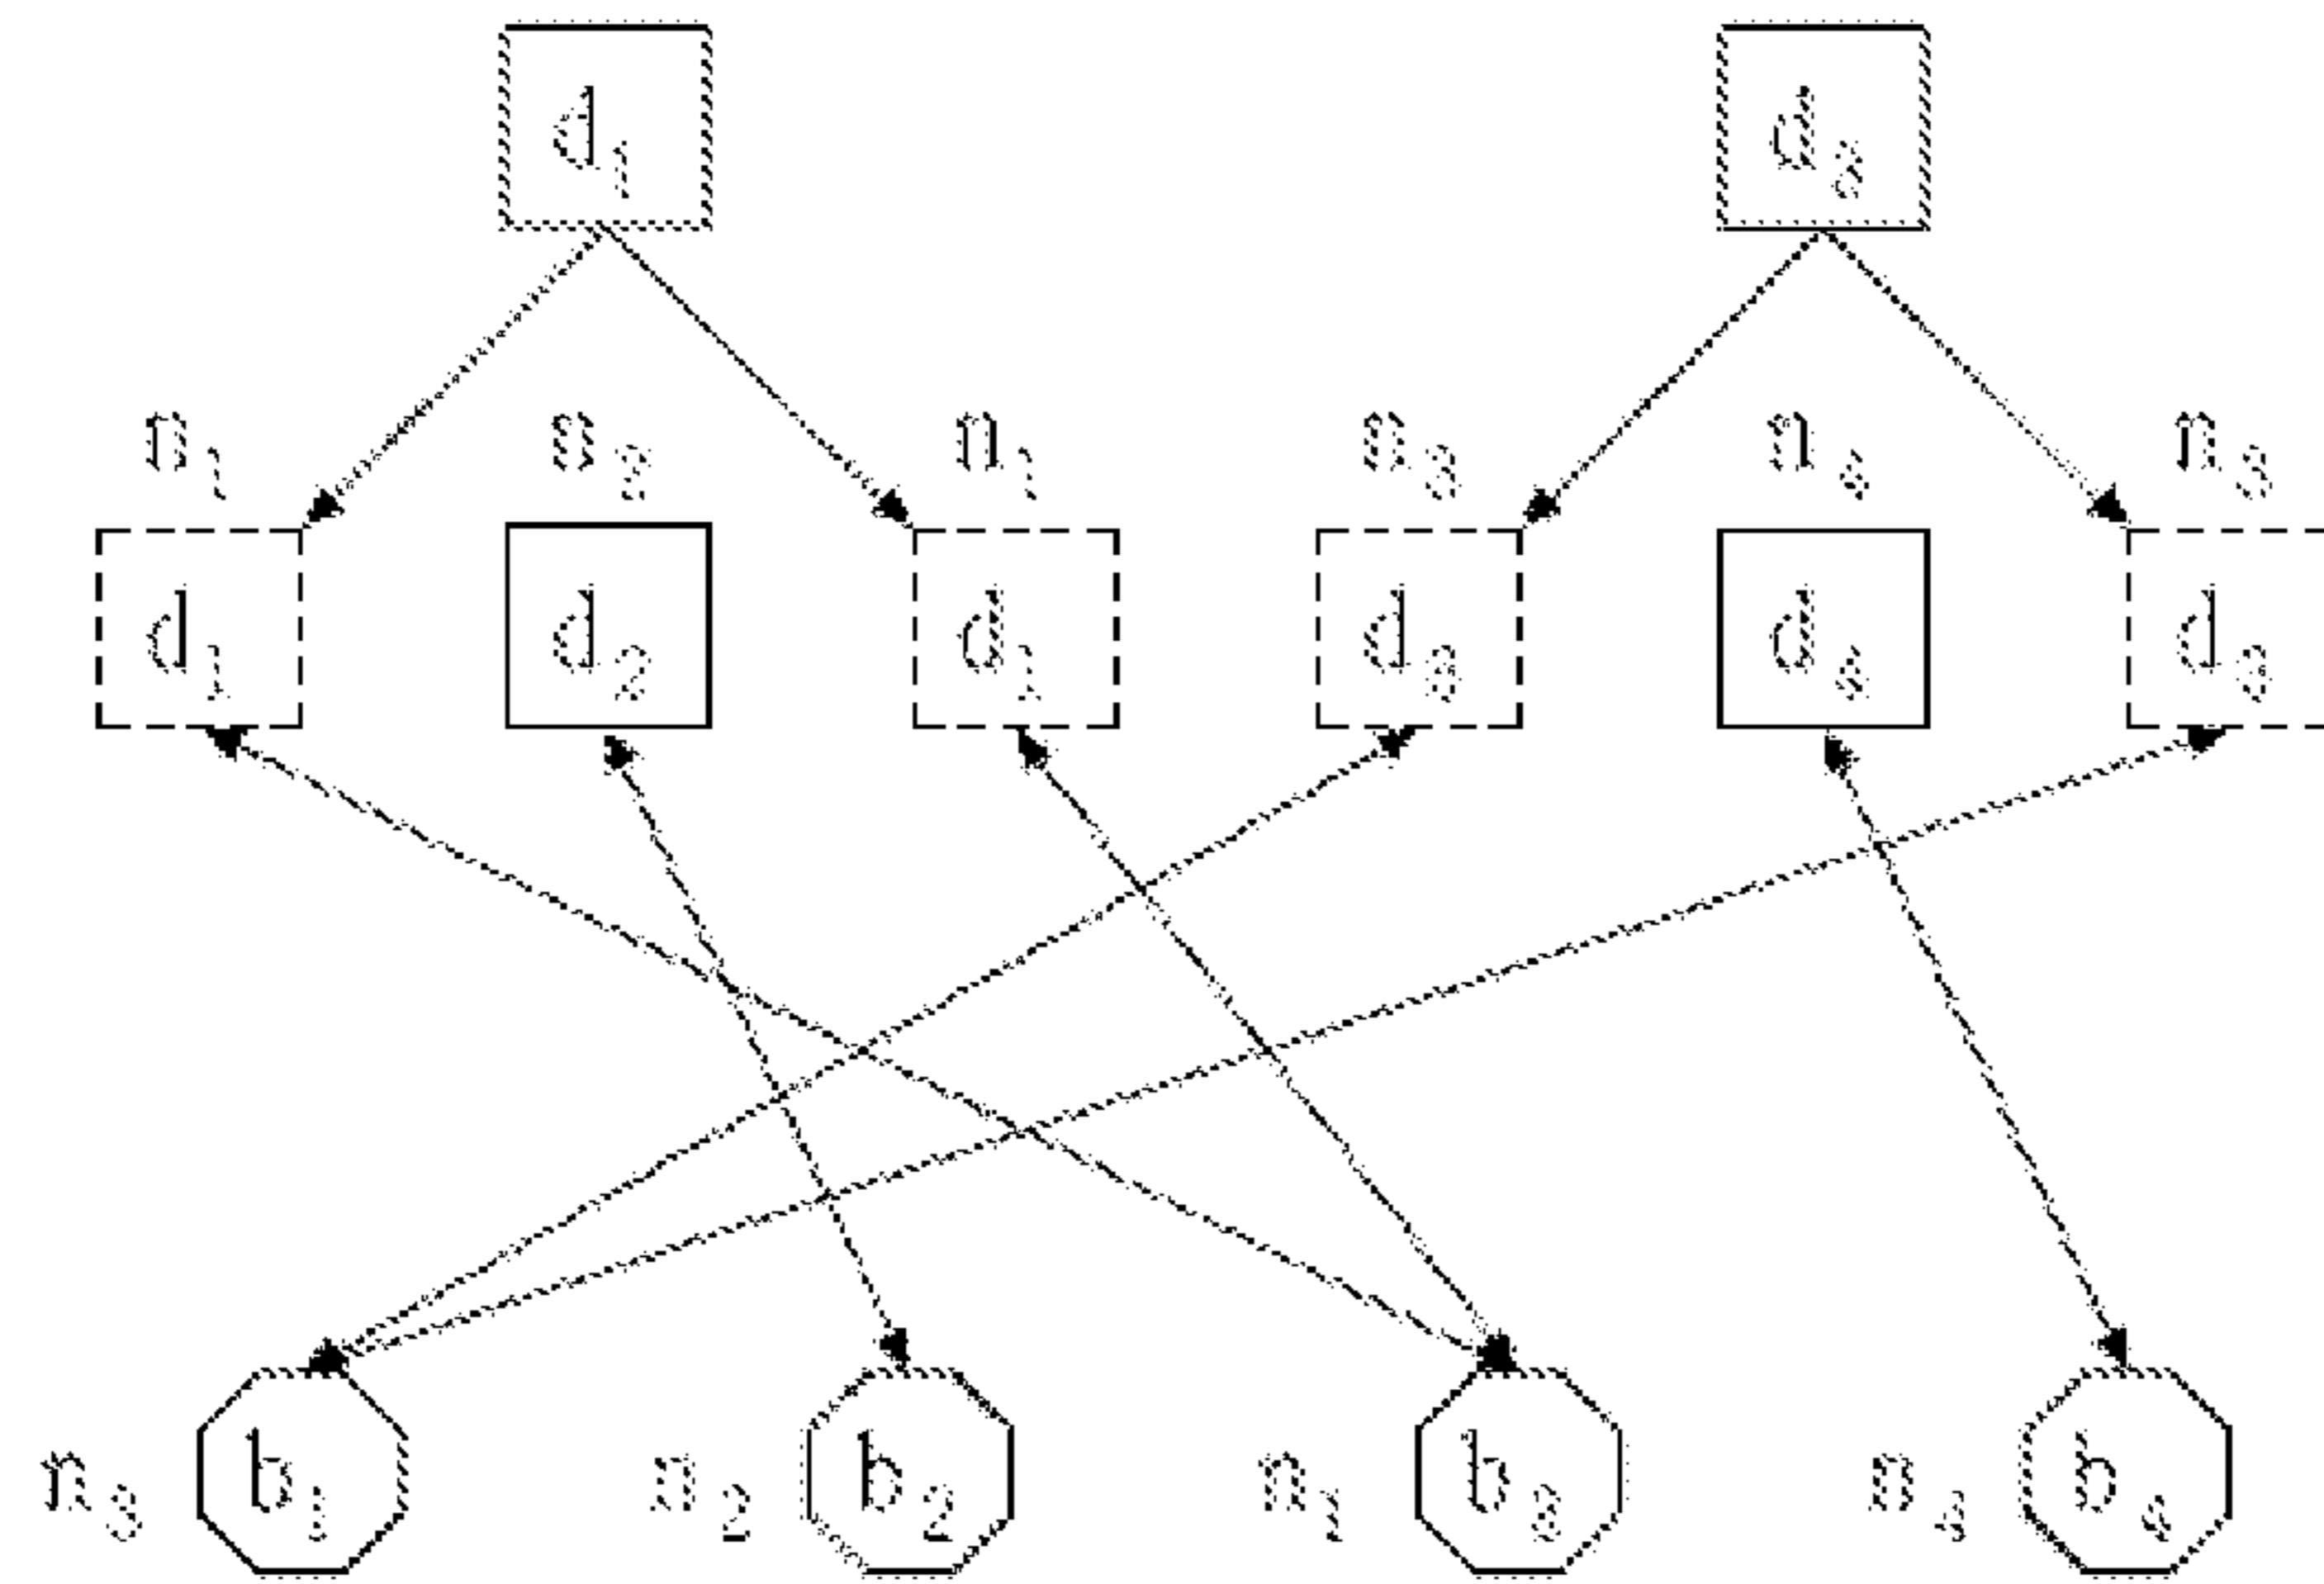 d1 d3
n1 n2 n1 n3 n4 n3
d1 d2 d1 d3 d4 d3
b1 b2 b3 b4
n3 n2 n1 n4